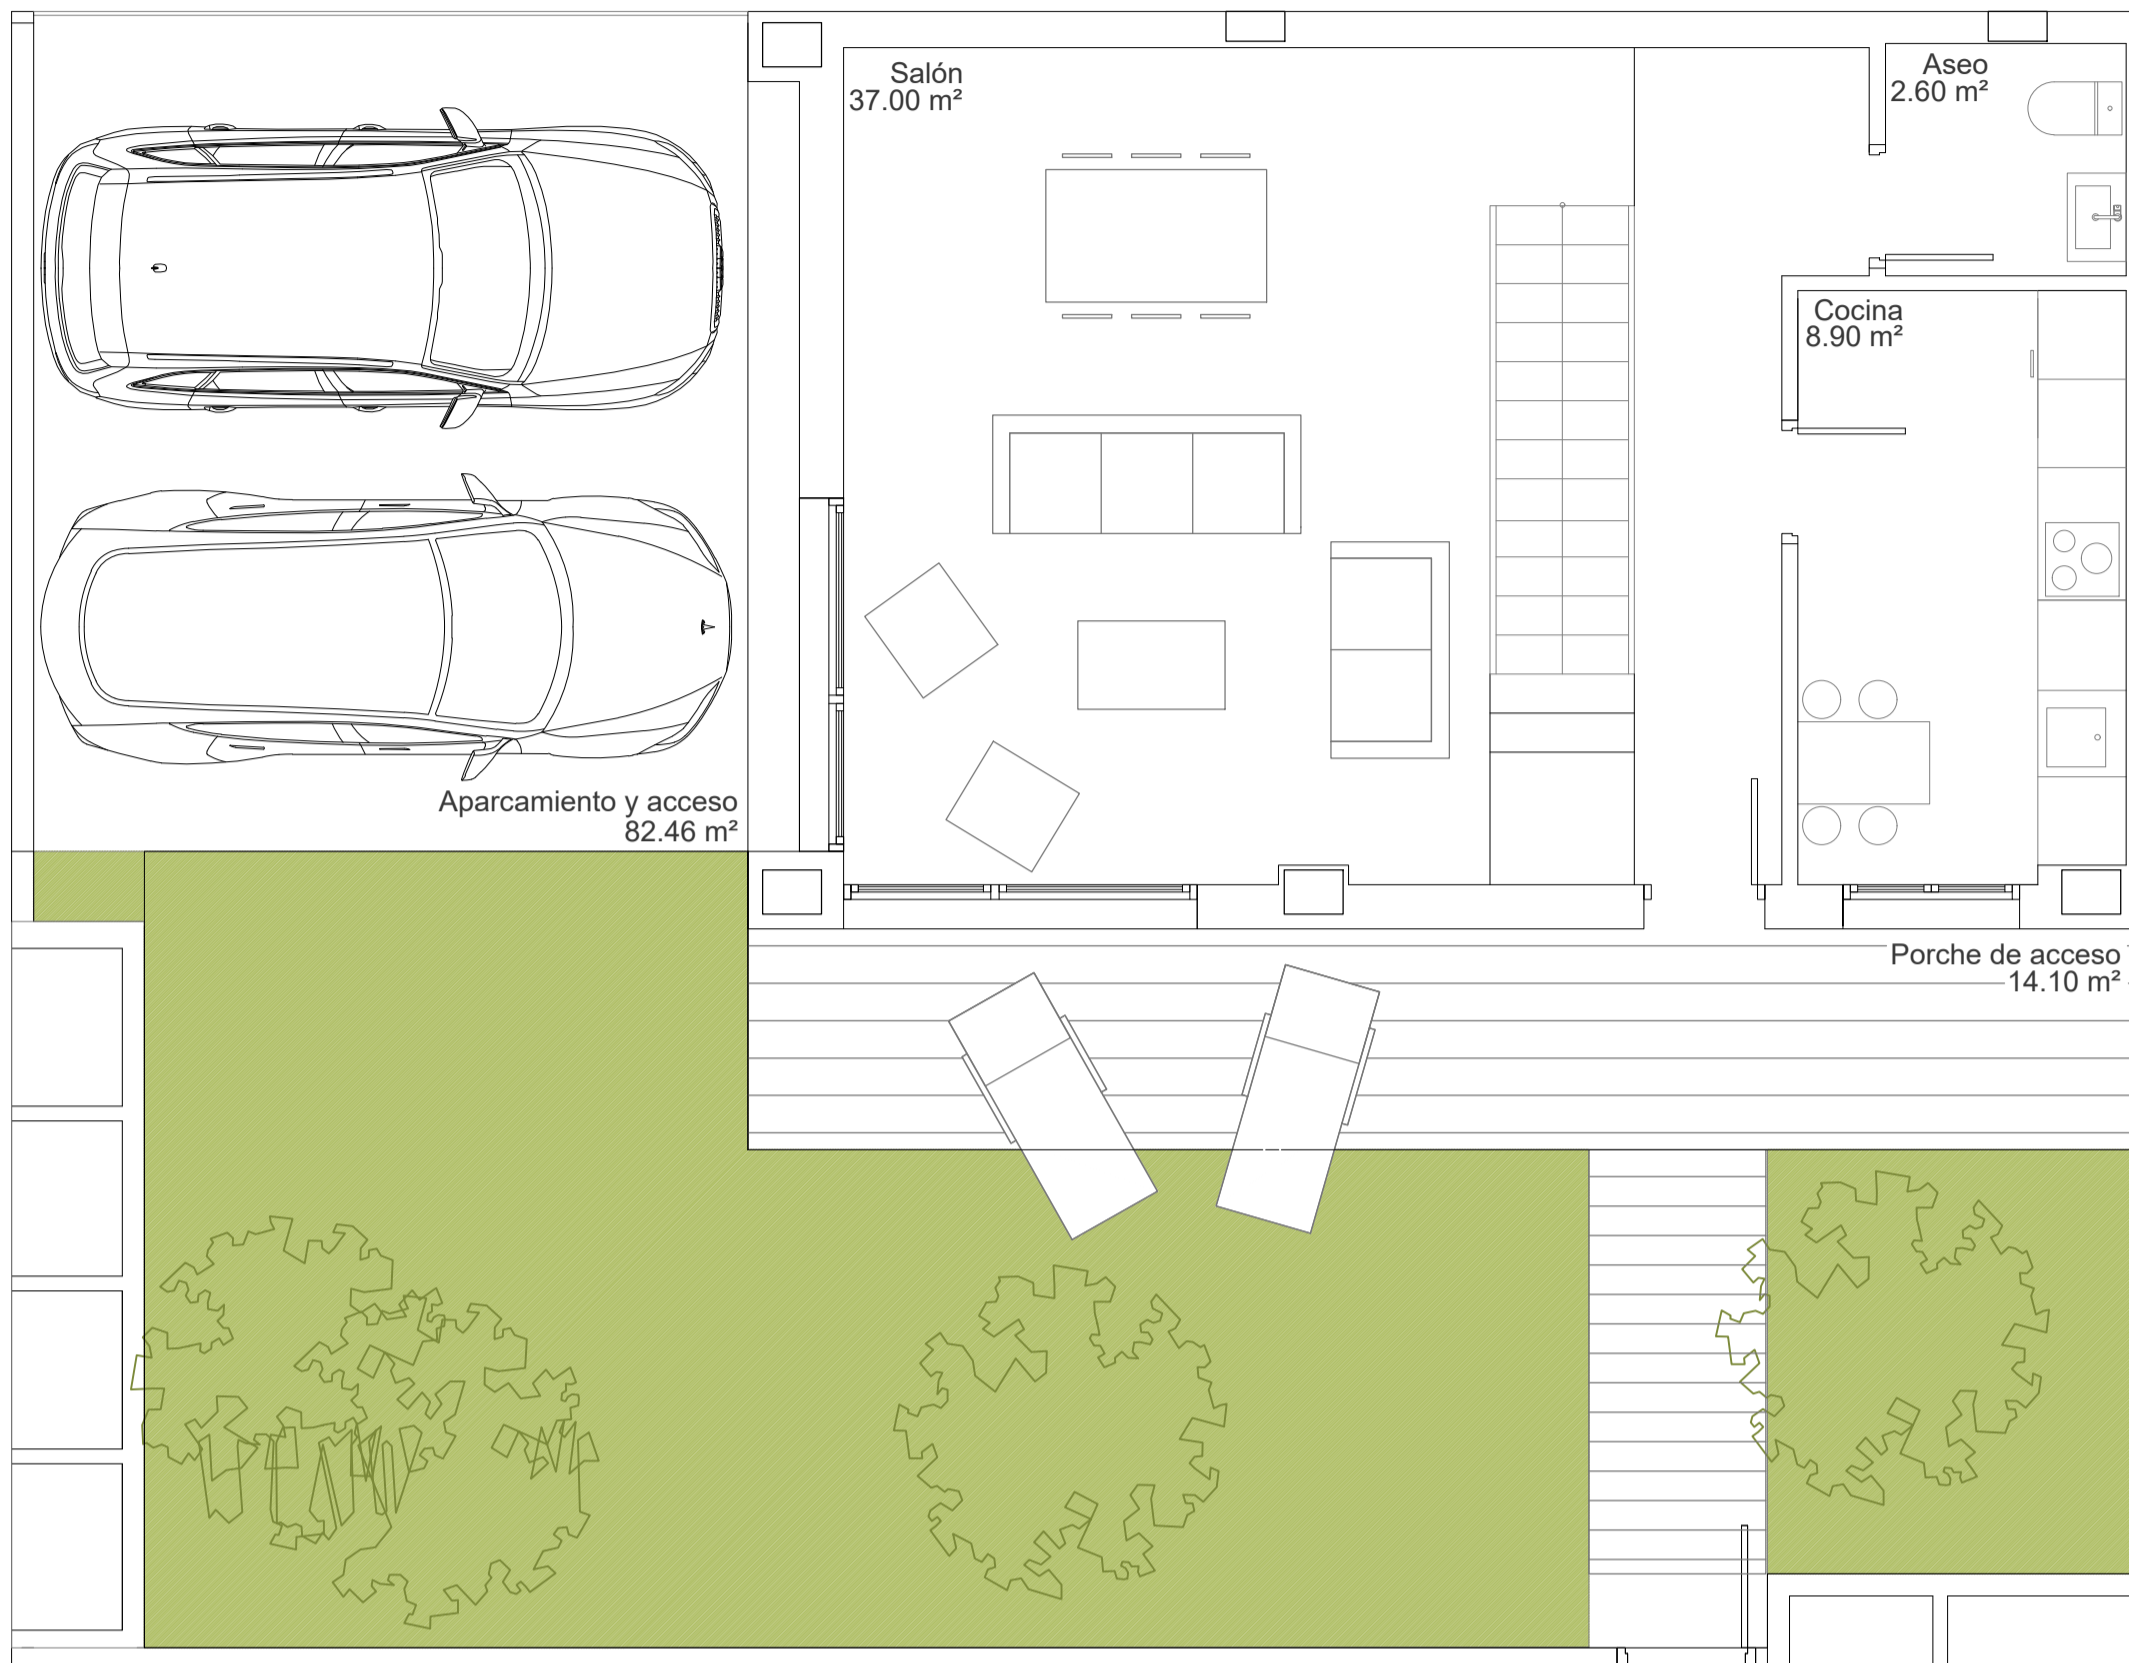 Salón
37.00 m²
Aseo
2.60 m²
Cocina
8.90 m²
Aparcamiento y acceso
82.46 m²
Porche de acceso
14.10 m²